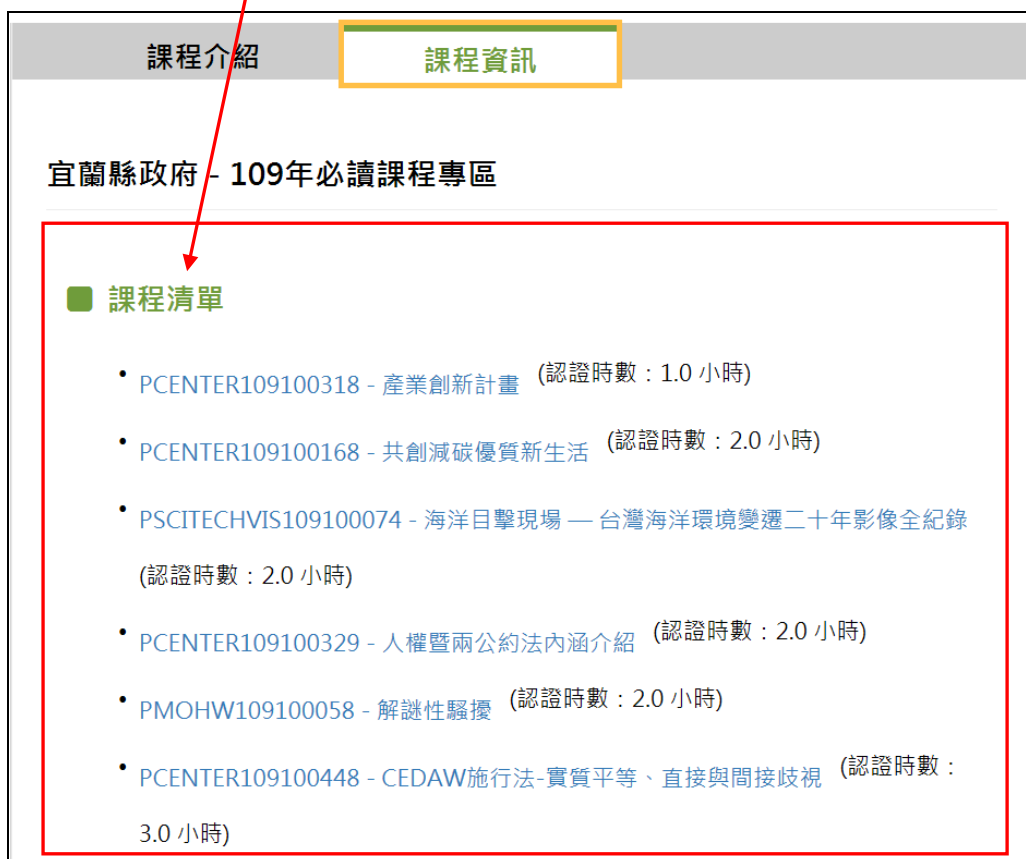 課程介紹 課程資訊
宜蘭縣政府 - 109年必讀課程專區
課程清單
• PCENTER109100318 - 產業創新計畫 (認證時數：1.0 小時)
• PCENTER109100168 - 共創減碳優質新生活 (認證時數：2.0 小時)
• PSCITECHVIS109100074 - 海洋目擊現場 — 台灣海洋環境變遷二十年影像全紀錄
(認證時數：2.0 小時)
• PCENTER109100329 - 人權暨兩公約法內涵介紹 (認證時數：2.0 小時)
• PMOHW109100058 - 解謎性騷擾 (認證時數：2.0 小時)
• PCENTER109100448 - CEDAW施行法-實質平等、直接與間接歧視 (認證時數：
3.0 小時)